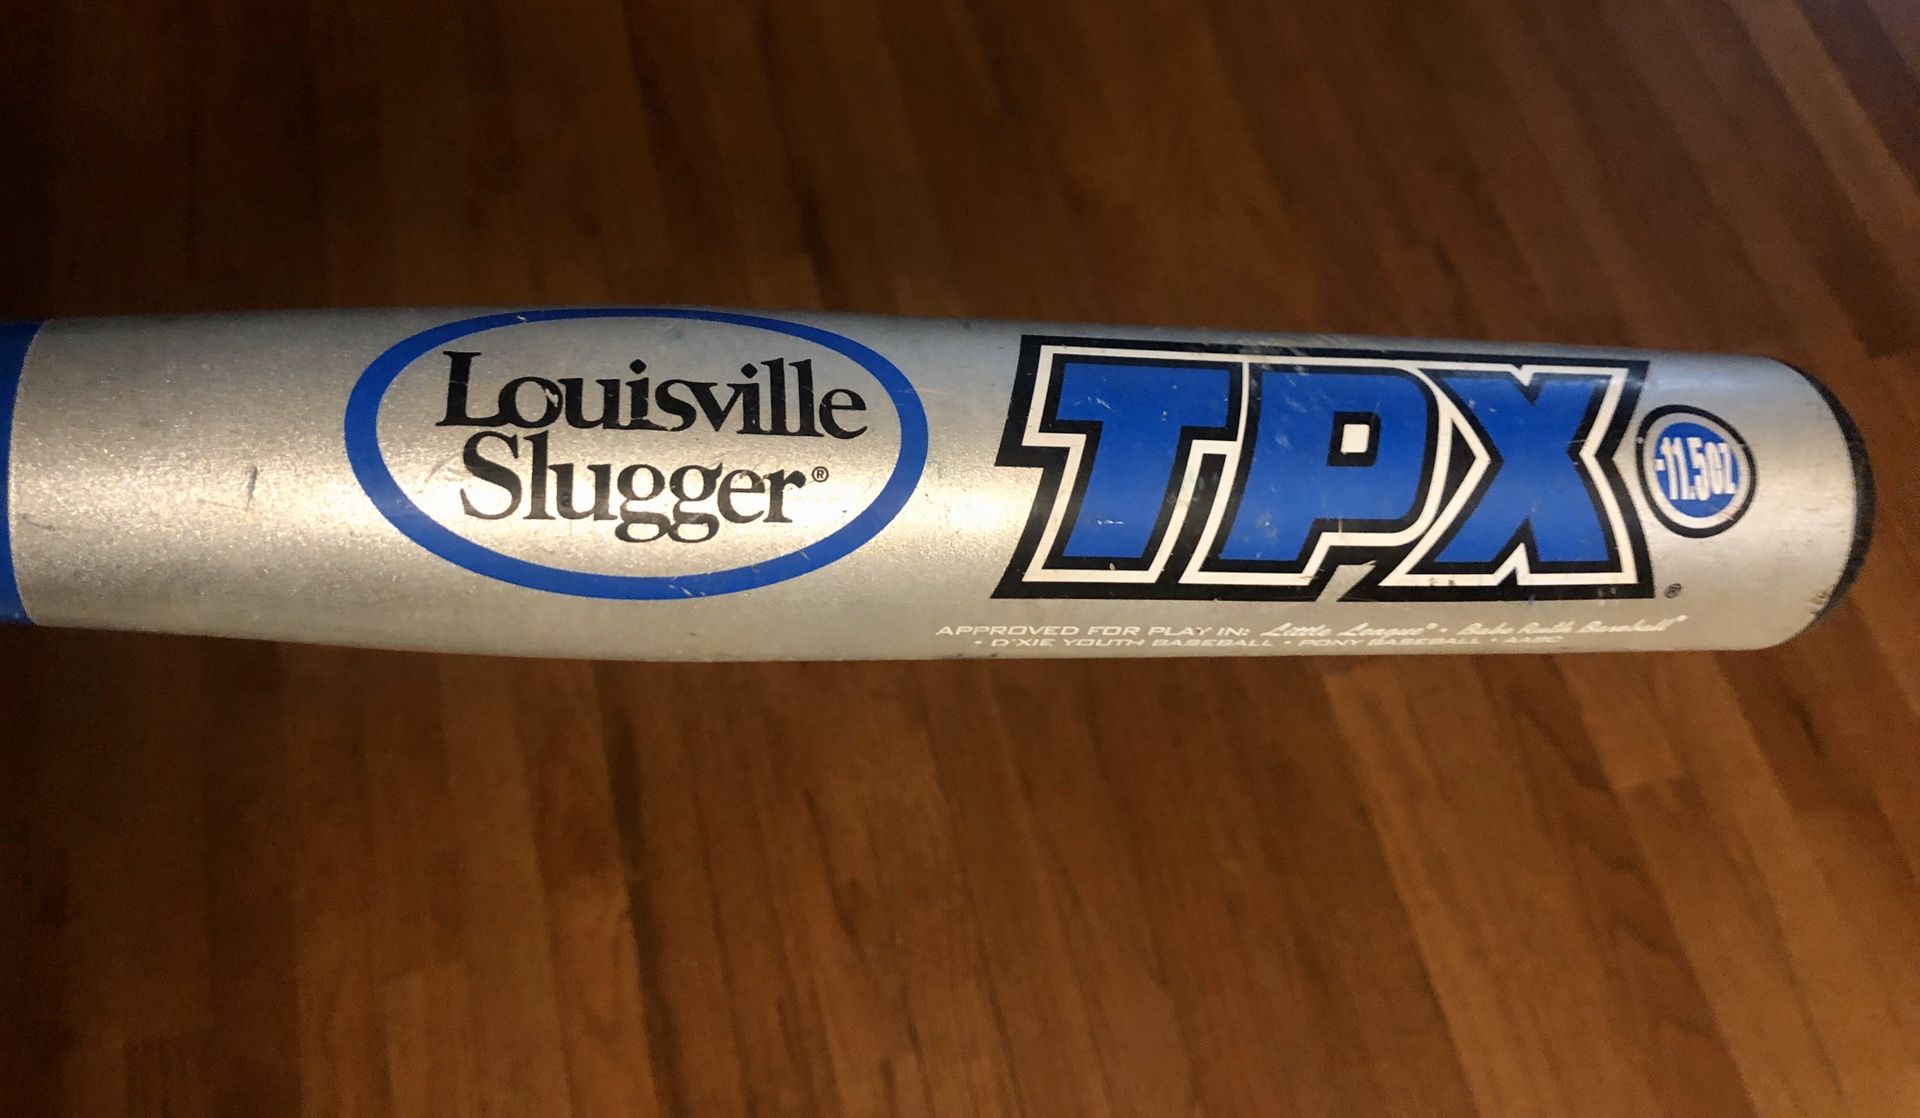 Louisville
Slugger®
TPX®
-11.5oz
APPROVED FOR PLAY IN: Little League® • Babe Ruth Baseball®
• DIXIE YOUTH BASEBALL • PONY BASEBALL • AABC